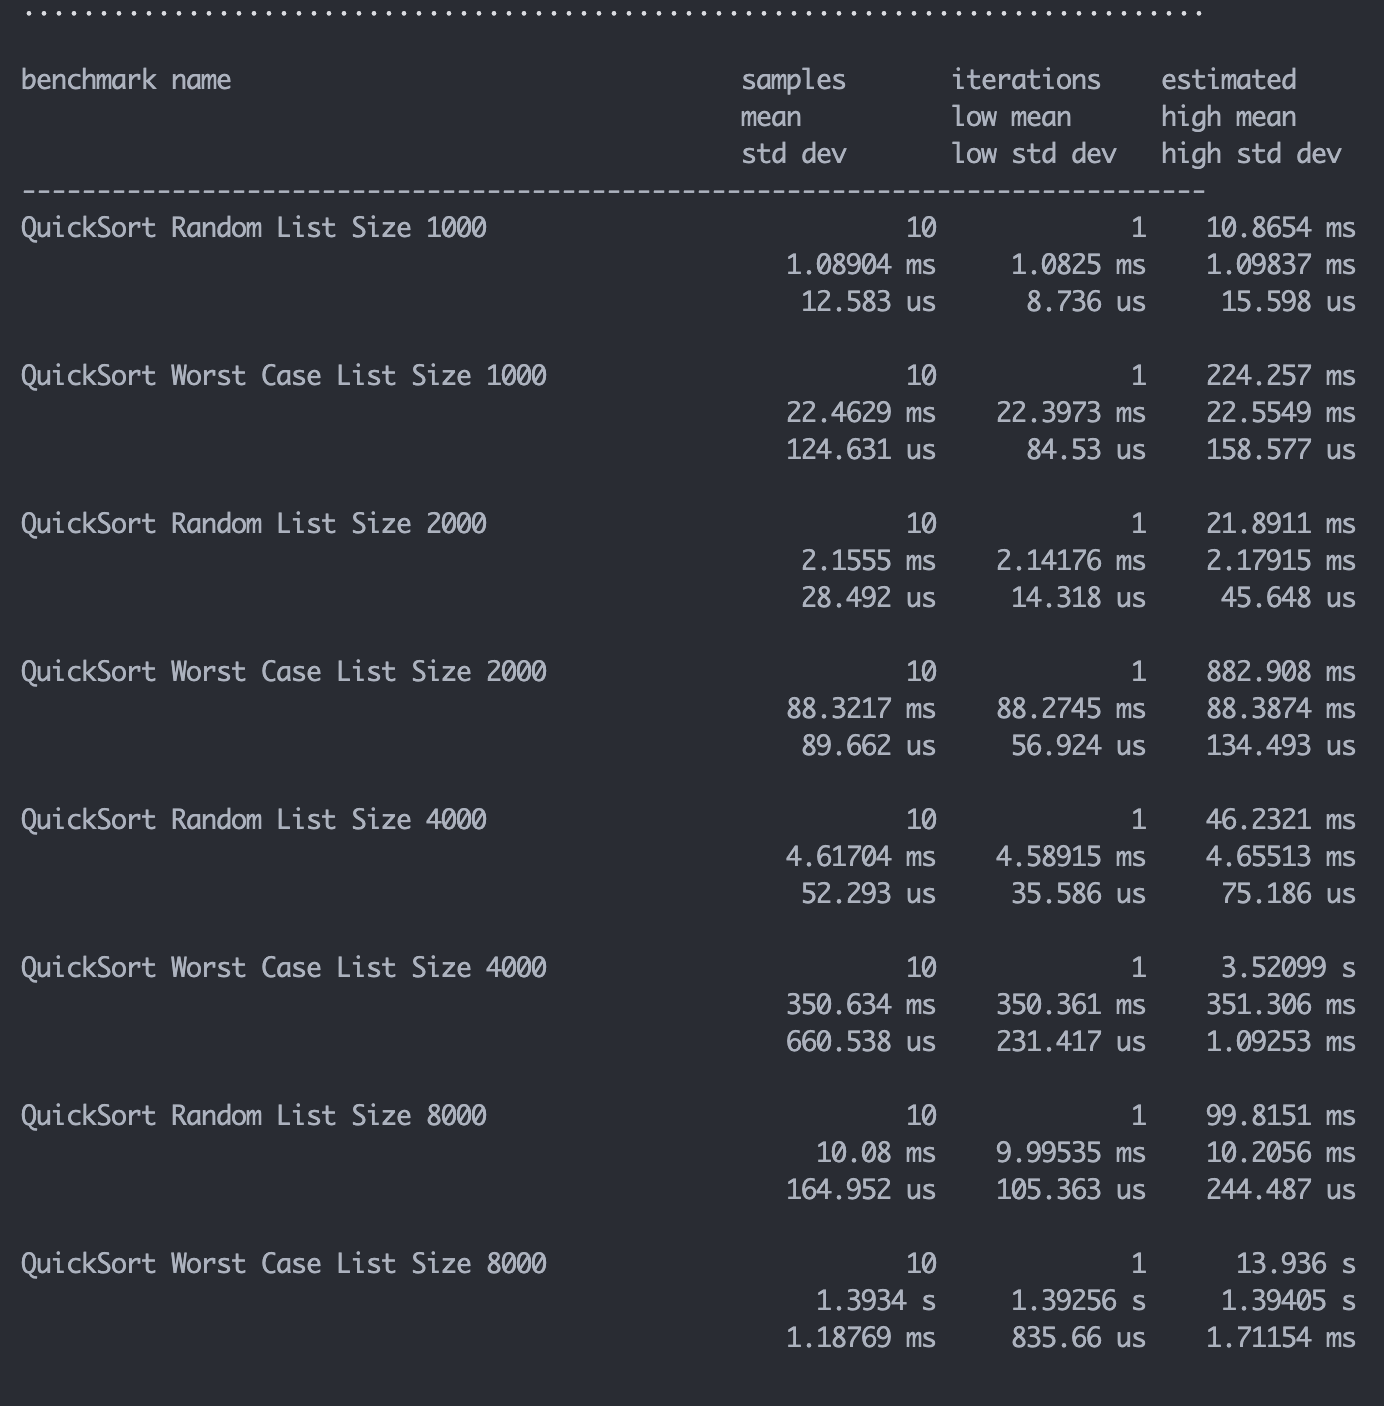 ...............................................................................
benchmark name samples iterations estimated
mean low mean high mean
std dev low std dev high std dev
-------------------------------------------------------------------------------
QuickSort Random List Size 1000 10 1 10.8654 ms
1.08904 ms 1.0825 ms 1.09837 ms
12.583 us 8.736 us 15.598 us
QuickSort Worst Case List Size 1000 10 1 224.257 ms
22.4629 ms 22.3973 ms 22.5549 ms
124.631 us 84.53 us 158.577 us
QuickSort Random List Size 2000 10 1 21.8911 ms
2.1555 ms 2.14176 ms 2.17915 ms
28.492 us 14.318 us 45.648 us
QuickSort Worst Case List Size 2000 10 1 882.908 ms
88.3217 ms 88.2745 ms 88.3874 ms
89.662 us 56.924 us 134.493 us
QuickSort Random List Size 4000 10 1 46.2321 ms
4.61704 ms 4.58915 ms 4.65513 ms
52.293 us 35.586 us 75.186 us
QuickSort Worst Case List Size 4000 10 1 3.52099 s
350.634 ms 350.361 ms 351.306 ms
660.538 us 231.417 us 1.09253 ms
QuickSort Random List Size 8000 10 1 99.8151 ms
10.08 ms 9.99535 ms 10.2056 ms
164.952 us 105.363 us 244.487 us
QuickSort Worst Case List Size 8000 10 1 13.936 s
1.3934 s 1.39256 s 1.39405 s
1.18769 ms 835.66 us 1.71154 ms